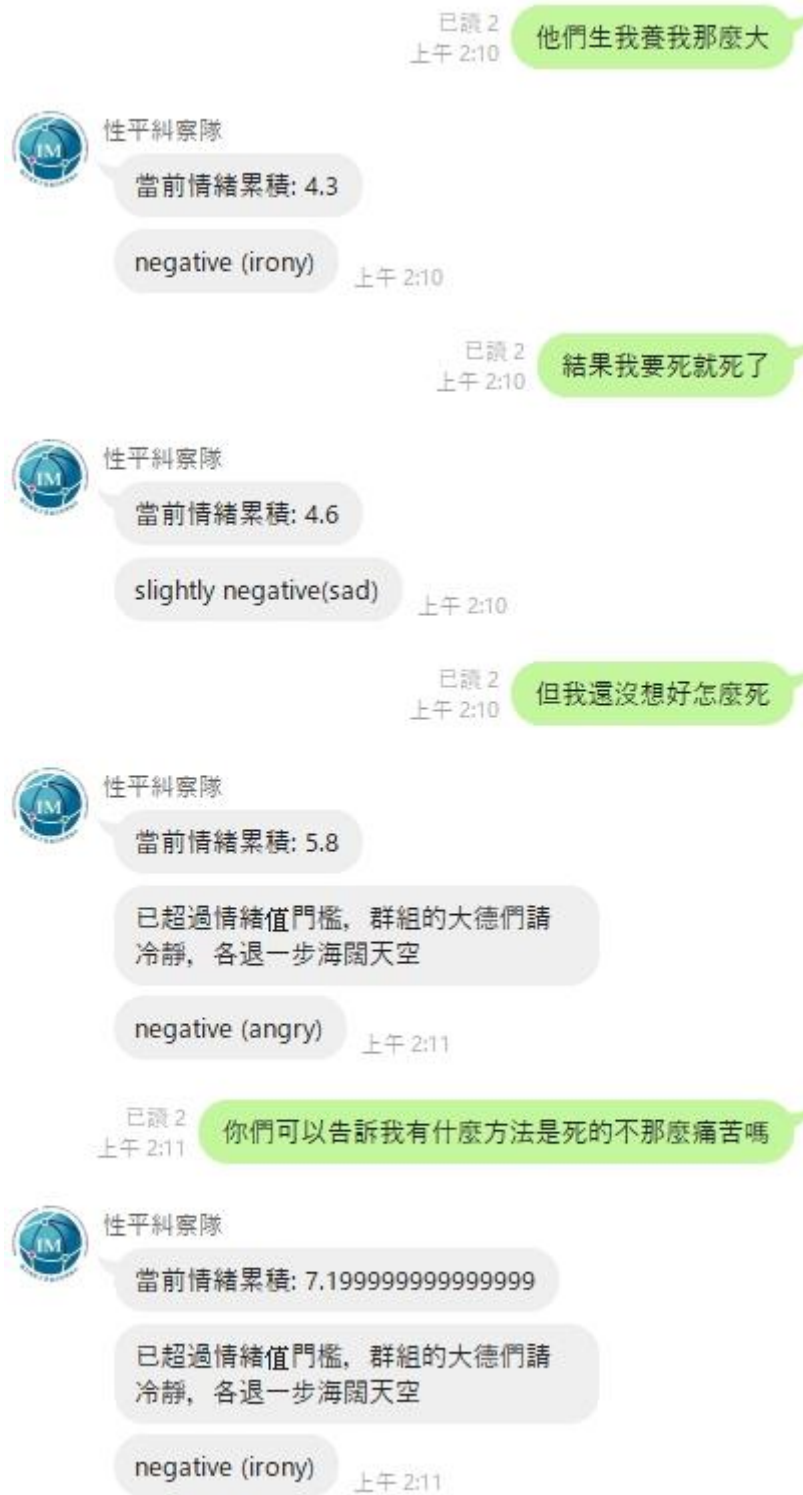 已讀 2
上午 2:10
他們生我養我那麼大
性平糾察隊
當前情緒累積: 4.3
negative (irony)
上午 2:10
已讀 2
上午 2:10
結果我要死就死了
性平糾察隊
當前情緒累積: 4.6
slightly negative(sad)
上午 2:10
已讀 2
上午 2:10
但我還沒想好怎麼死
性平糾察隊
當前情緒累積: 5.8
已超過情緒值門檻，群組的大德們請
冷靜，各退一步海闊天空
negative (angry)
上午 2:11
已讀 2
上午 2:11
你們可以告訴我有什麼方法是死的不那麼痛苦嗎
性平糾察隊
當前情緒累積: 7.199999999999999
已超過情緒值門檻，群組的大德們請
冷靜，各退一步海闊天空
negative (irony)
上午 2:11